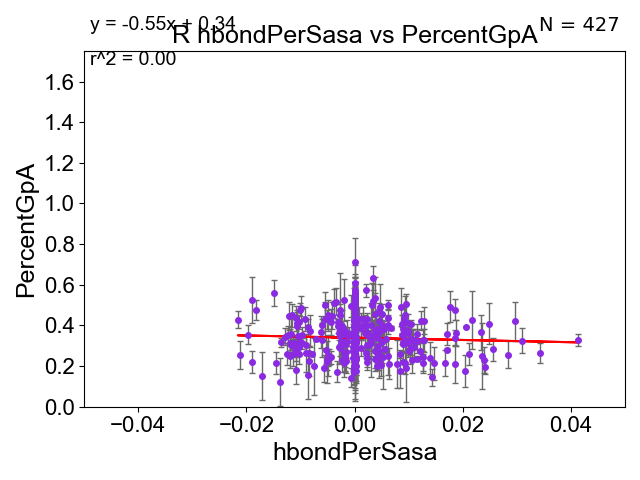 y = -0.55x + 0.34
R hbondPerSasa vs PercentGpA
N = 427
r^2 = 0.00
1.6
1.4
1.2
1.0
0.8
0.6
0.4
0.2
0.0
PercentGpA
−0.04
−0.02
0.00
0.02
0.04
hbondPerSasa